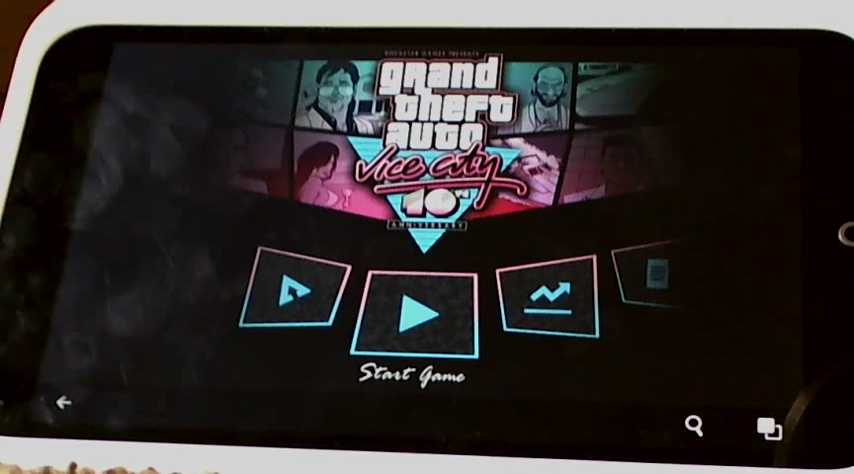 ROCKSTAR GAMES PRESENTS
grand
theft
auto
Vice City
10th
ANNIVERSARY
Start Game